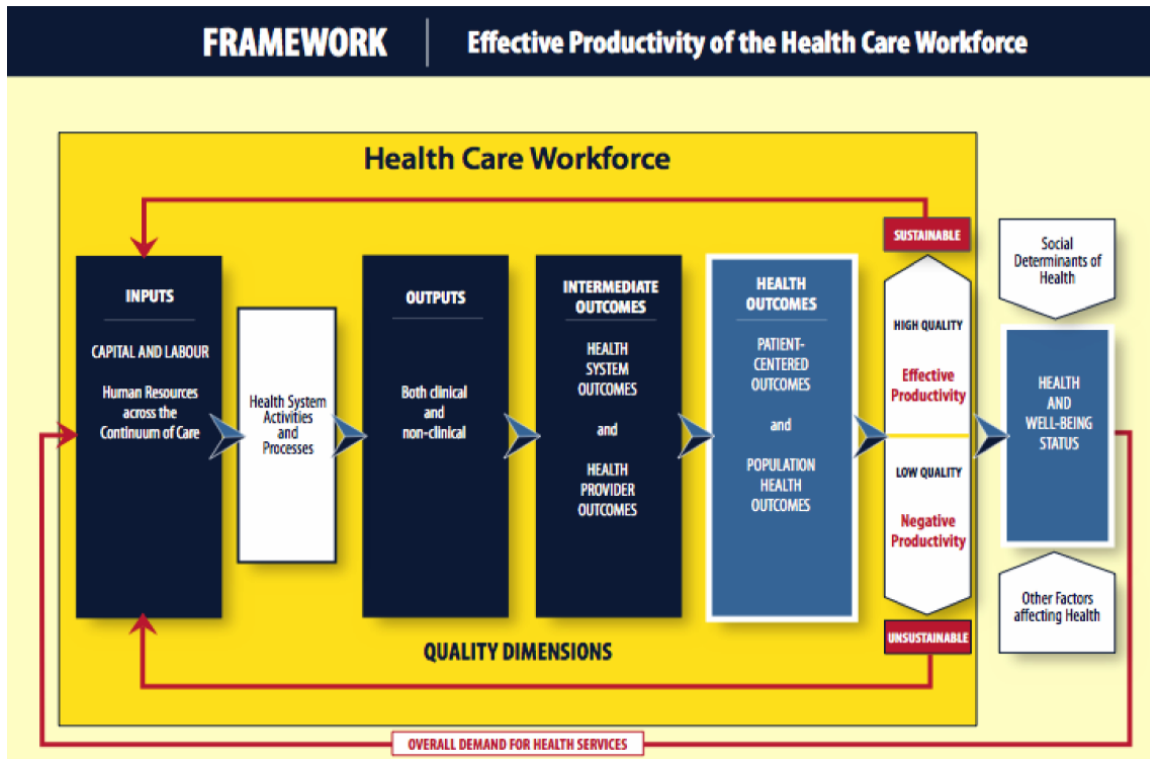 FRAMEWORK
Effective Productivity of the Health Care Workforce
Health Care Workforce
INPUTS
CAPITAL AND LABOUR
Human Resources
across the
Continuum of Care
Health System
Activities
and
Processes
OUTPUTS
Both clinical
and
non-clinical
INTERMEDIATE
OUTCOMES
HEALTH
SYSTEM
OUTCOMES
and
HEALTH
PROVIDER
OUTCOMES
HEALTH
OUTCOMES
PATIENT-
CENTERED
OUTCOMES
and
POPULATION
HEALTH
OUTCOMES
SUSTAINABLE
HIGH QUALITY
Effective
Productivity
LOW QUALITY
Negative
Productivity
UNSUSTAINABLE
Social
Determinants of
Health
HEALTH
AND
WELL-BEING
STATUS
Other Factors
affecting Health
QUALITY DIMENSIONS
OVERALL DEMAND FOR HEALTH SERVICES